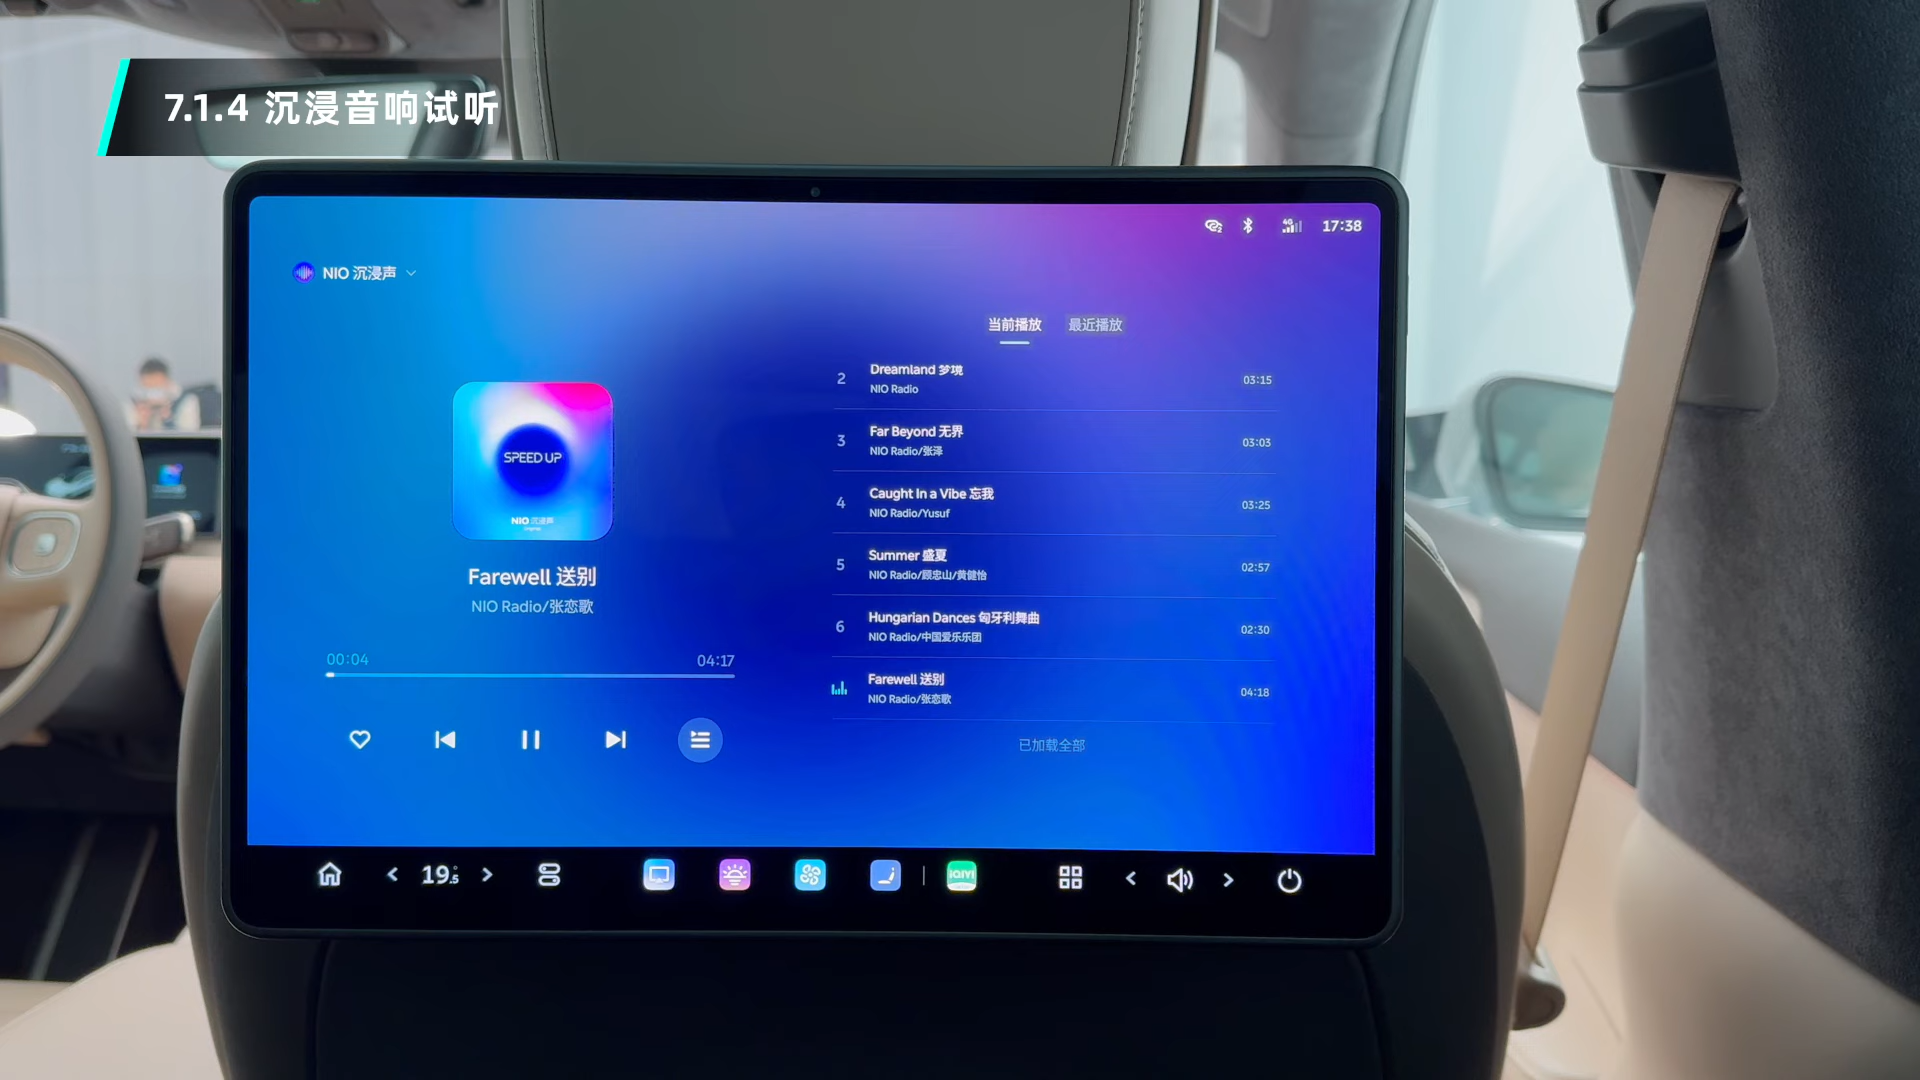 7.1.4 沉浸音响试听
17:38
NIO 沉浸声
当前播放 最近播放
SPEED UP
NIO 沉浸声
Farewell 送别
NIO Radio/张恋歌
00:04 04:17
2 Dreamland 梦境 03:15
NIO Radio
3 Far Beyond 无界 03:03
NIO Radio/张泽
4 Caught In a Vibe 忘我 03:25
NIO Radio/Yusuf
5 Summer 盛夏 02:57
NIO Radio/顾忠山/黄健怡
6 Hungarian Dances 匈牙利舞曲 02:30
NIO Radio/中国爱乐乐团
Farewell 送别 04:18
NIO Radio/张恋歌
已加载全部
19.5 iQIYI